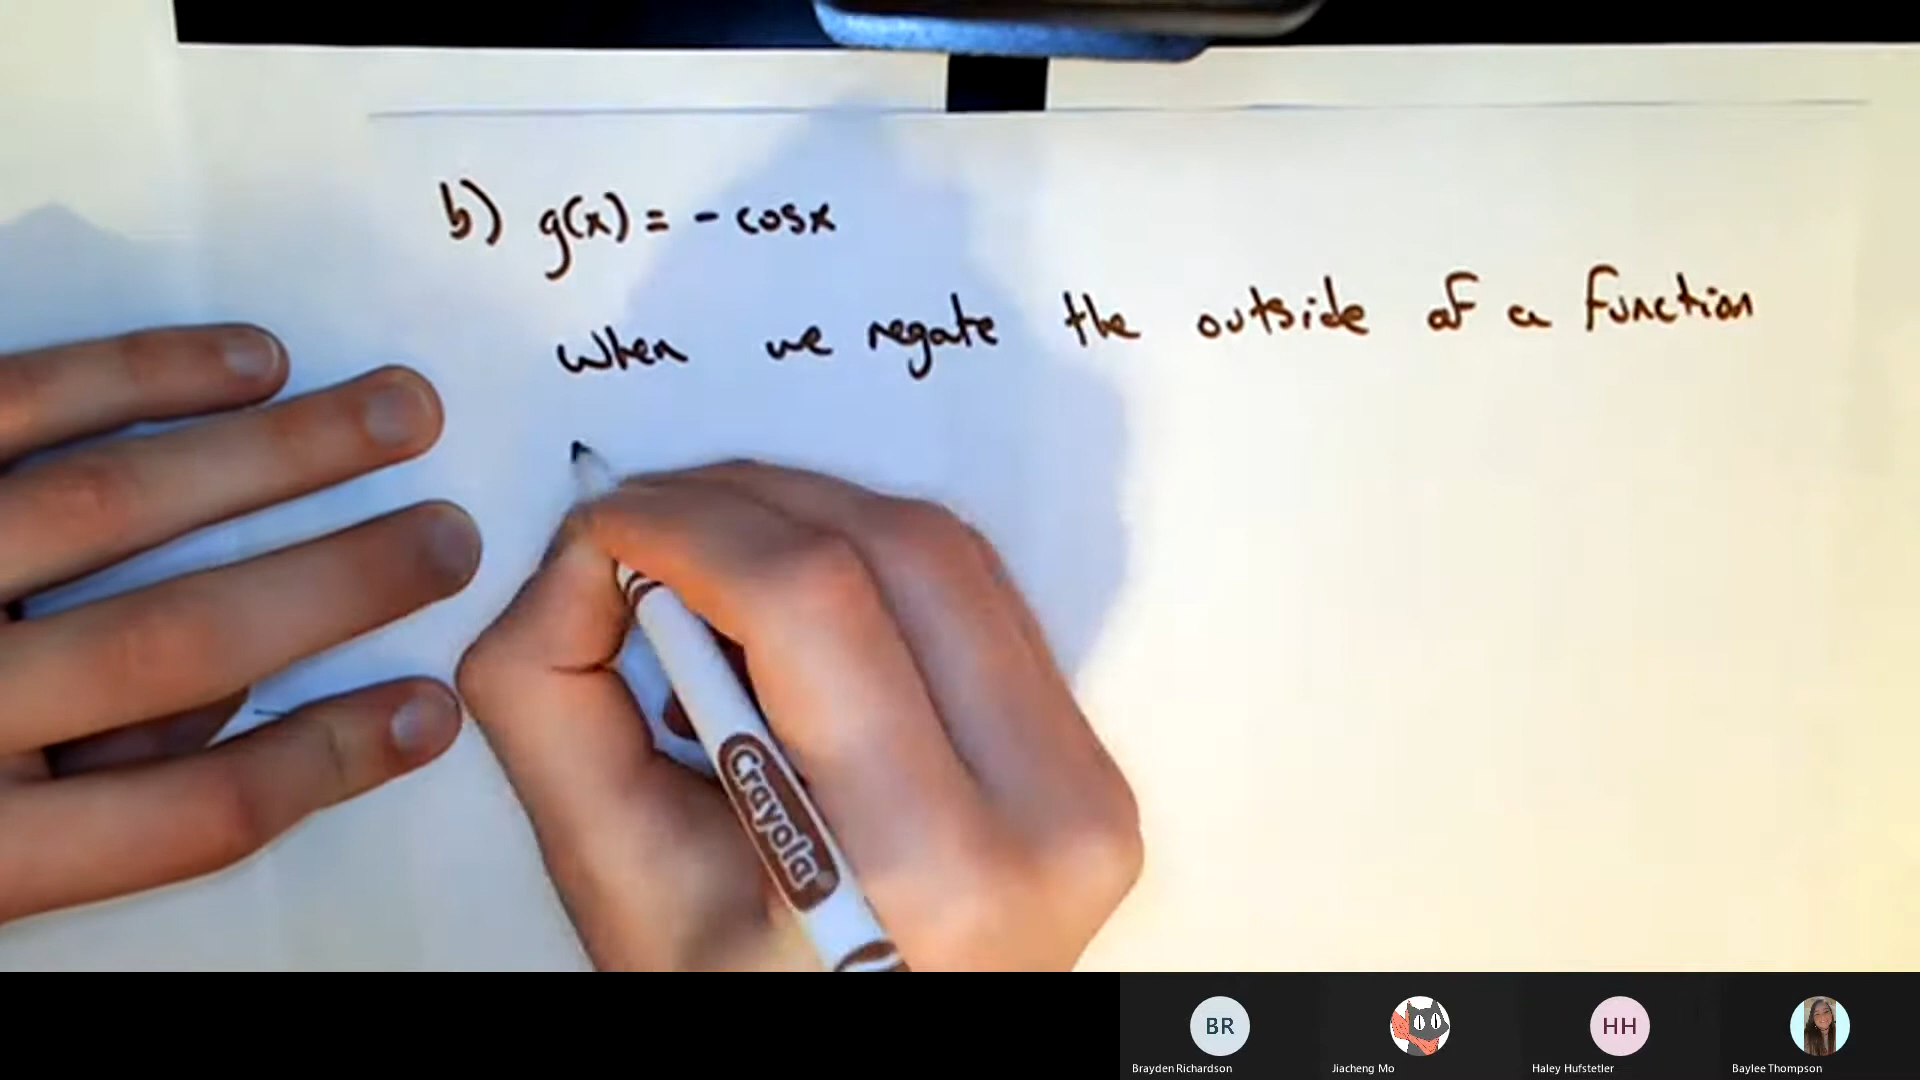 b) g(x) = - cosx
when we negate the outside of a function
Crayola
BR
HH
Brayden Richardson
Jiacheng Mo
Haley Hufstetler
Baylee Thompson